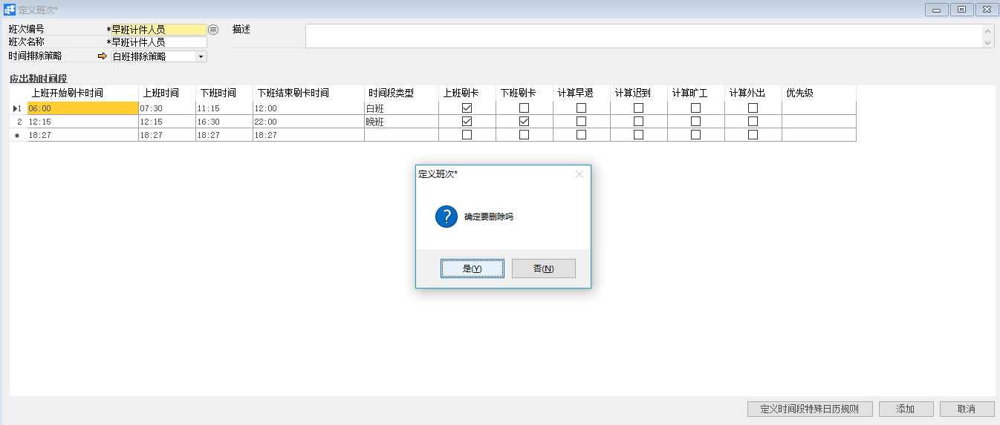 定义班次*
班次编号 *早班计件人员 描述
班次名称 *早班计件人员
时间排除策略 白班排除策略
应出勤时间段
上班开始刷卡时间 上班时间 下班时间 下班结束刷卡时间 时间段类型 上班刷卡 下班刷卡 计算早退 计算迟到 计算旷工 计算外出 优先级
1 06:00 07:30 11:15 12:00 白班
2 12:15 12:15 16:30 22:00 晚班
18:27 18:27 18:27 18:27
定义班次*
确定要删除吗
是(Y) 否(N)
定义时间段特殊日历规则 添加 取消